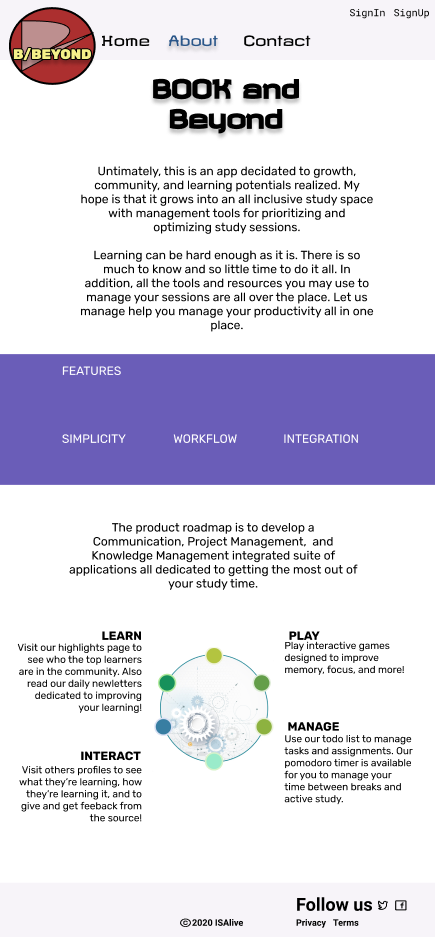 SignIn SignUp
B/BEYOND
Home About Contact
BOOK and
Beyond
Untimately, this is an app decidated to growth,
community, and learning potentials realized. My
hope is that it grows into an all inclusive study space
with management tools for prioritizing and
optimizing study sessions.
Learning can be hard enough as it is. There is so
much to know and so little time to do it all. In
addition, all the tools and resources you may use to
manage your sessions are all over the place. Let us
manage help you manage your productivity all in one
place.
FEATURES
SIMPLICITY WORKFLOW INTEGRATION
The product roadmap is to develop a
Communication, Project Management, and
Knowledge Management integrated suite of
applications all dedicated to getting the most out of
your study time.
LEARN
Visit our highlights page to
see who the top learners
are in the community. Also
read our daily newletters
dedicated to improving
your learning!
PLAY
Play interactive games
designed to improve
memory, focus, and more!
INTERACT
Visit others profiles to see
what they're learning, how
they're learning it, and to
give and get feeback from
the source!
MANAGE
Use our todo list to manage
tasks and assignments. Our
pomodoro timer is available
for you to manage your
time between breaks and
active study.
Follow us
©2020 ISAlive
Privacy Terms